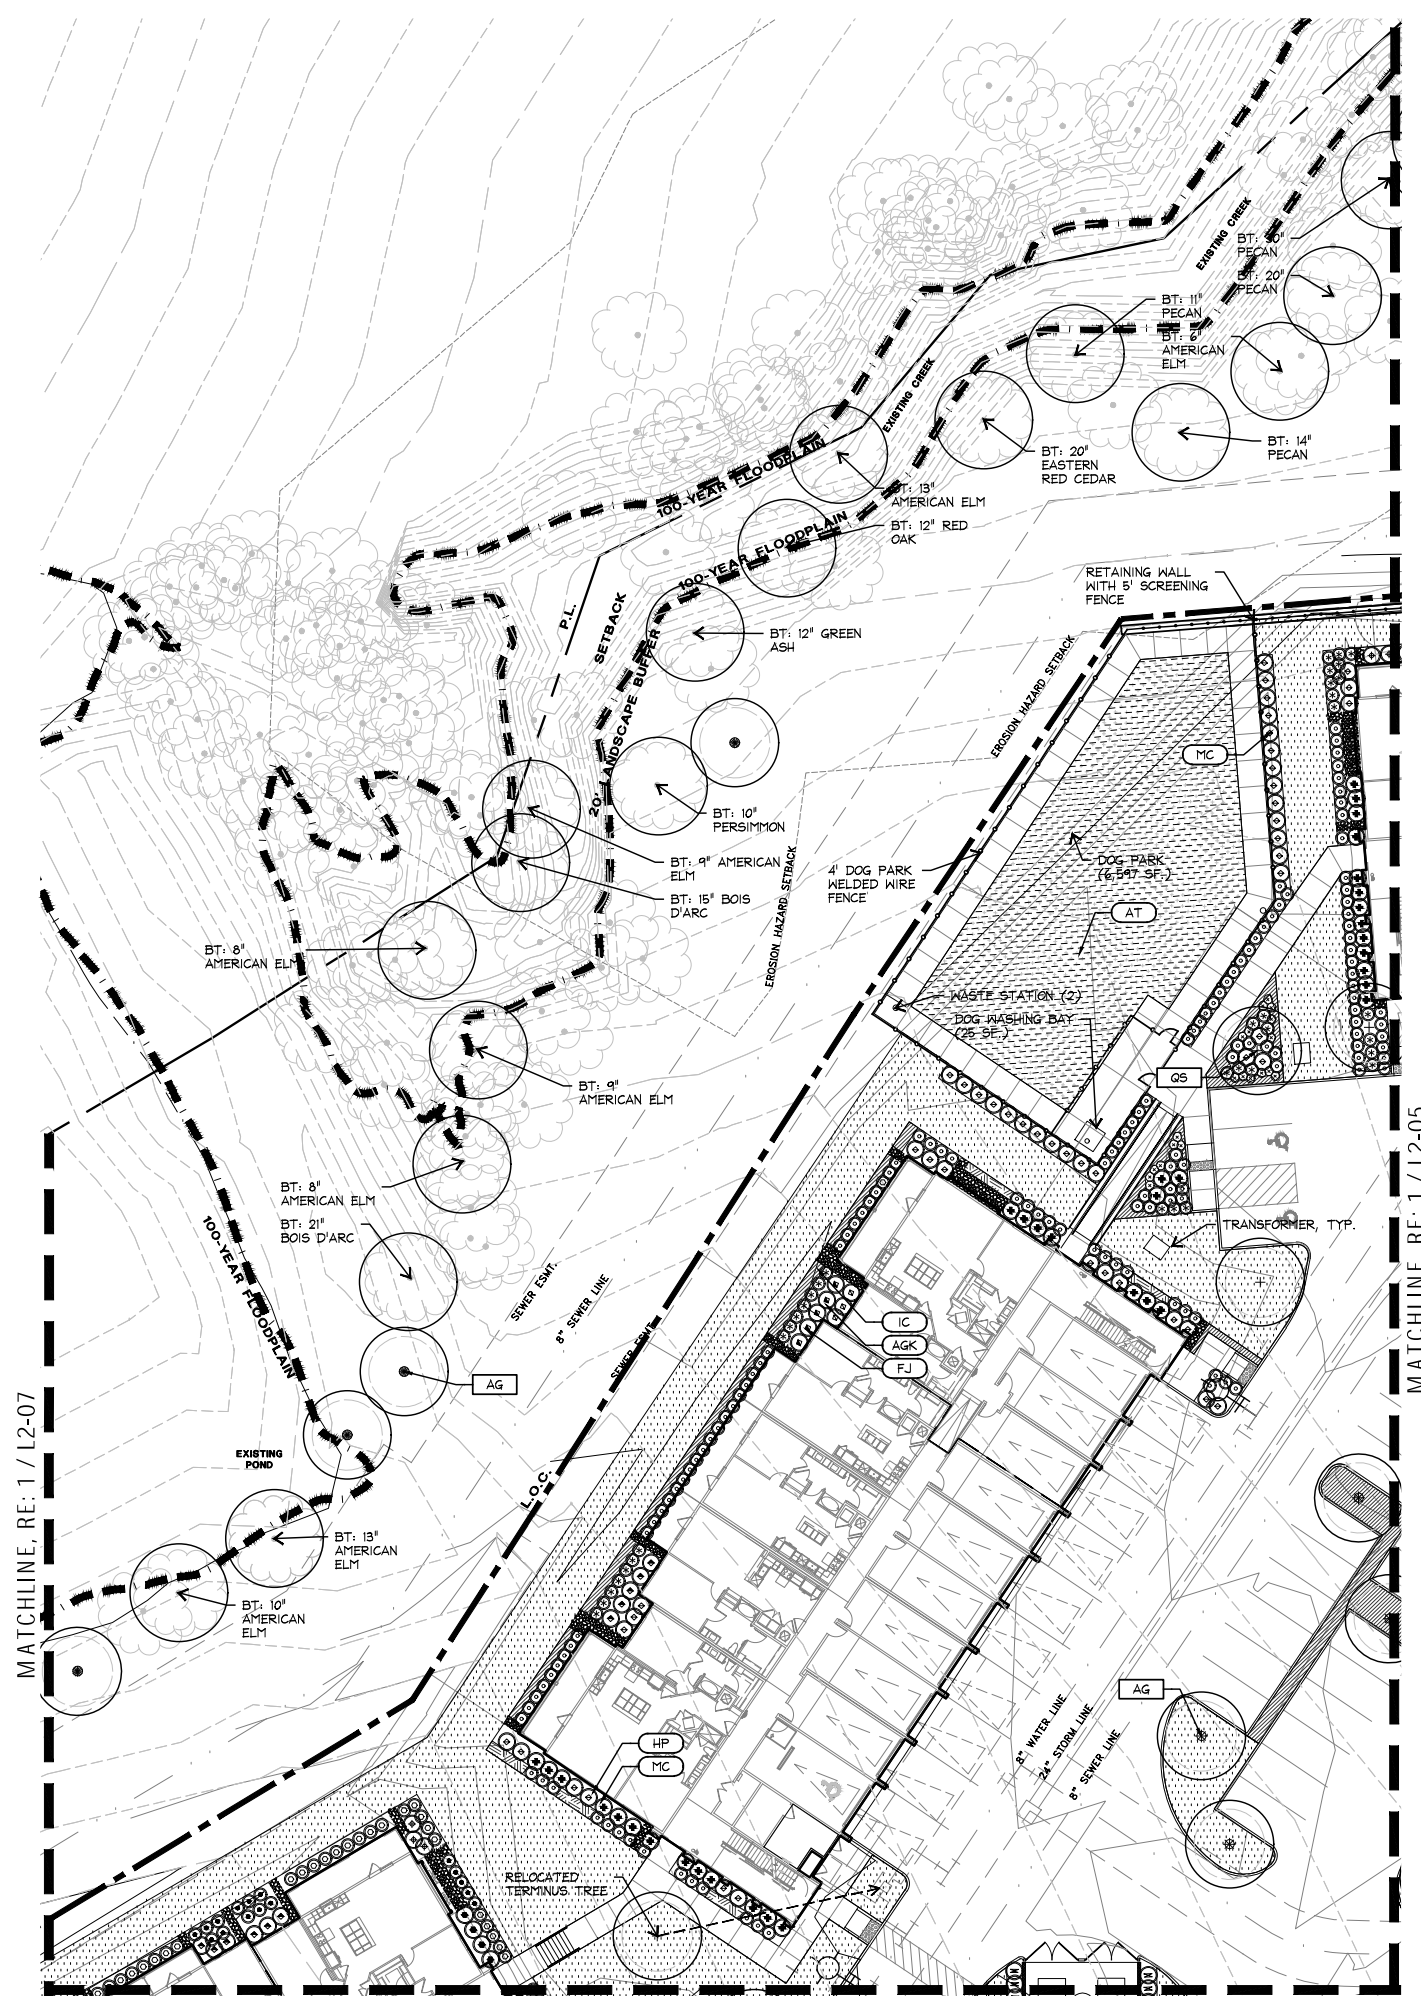 EXISTING CREEK
BT: 30"
PECAN
BT: 20"
PECAN
BT: 11"
PECAN
BT: 6"
AMERICAN
ELM
EXISTING CREEK
100-YEAR FLOODPLAIN
BT: 14"
PECAN
BT: 20"
EASTERN
RED CEDAR
BT: 13"
AMERICAN ELM
BT: 12" RED
OAK
100-YEAR FLOODPLAIN
RETAINING WALL
WITH 5' SCREENING
FENCE
P.L.
SETBACK
20' LANDSCAPE BUFFER
BT: 12" GREEN
ASH
EROSION HAZARD SETBACK
MC
BT: 10"
PERSIMMON
BT: 9" AMERICAN
ELM
BT: 15" BOIS
D'ARC
EROSION HAZARD SETBACK
4' DOG PARK
WELDED WIRE
FENCE
DOG PARK
(6,597 SF.)
AT
BT: 8"
AMERICAN ELM
WASTE STATION (2)
DOG WASHING BAY
(25 SF.)
QS
BT: 9"
AMERICAN ELM
BT: 8"
AMERICAN ELM
BT: 21"
BOIS D'ARC
TRANSFORMER, TYP.
100-YEAR FLOODPLAIN
SEWER ESMT.
8" SEWER LINE
SEWER ESMT.
IC
AGK
FJ
AG
MATCHLINE, RE: 1 / L2-07
MATCHLINE, RE: 1 / L2-05
EXISTING
POND
L.O.C.
BT: 13"
AMERICAN
ELM
BT: 10"
AMERICAN
ELM
AG
8" WATER LINE
24" STORM LINE
8" SEWER LINE
HP
MC
RELOCATED
TERMINUS TREE